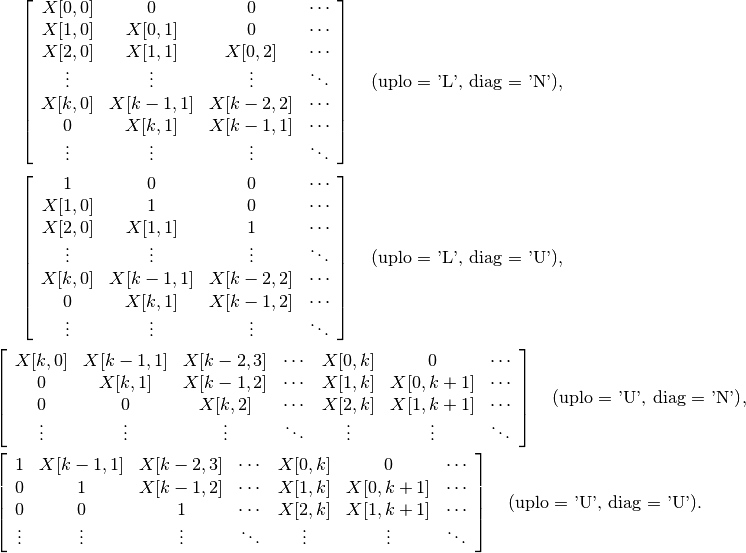 X[0, 0] 0 0 ⋯
X[1, 0] X[0, 1] 0 ⋯
X[2, 0] X[1, 1] X[0, 2] ⋯
⋮ ⋮ ⋮ ⋱ (uplo = 'L', diag = 'N'),
X[k, 0] X[k − 1, 1] X[k − 2, 2] ⋯
0 X[k, 1] X[k − 1, 1] ⋯
⋮ ⋮ ⋮ ⋱
1 0 0 ⋯
X[1, 0] 1 0 ⋯
X[2, 0] X[1, 1] 1 ⋯
⋮ ⋮ ⋮ ⋱ (uplo = 'L', diag = 'U'),
X[k, 0] X[k − 1, 1] X[k − 2, 2] ⋯
0 X[k, 1] X[k − 1, 2] ⋯
⋮ ⋮ ⋮ ⋱
X[k, 0] X[k − 1, 1] X[k − 2, 3] ⋯ X[0, k] 0 ⋯
0 X[k, 1] X[k − 1, 2] ⋯ X[1, k] X[0, k + 1] ⋯
0 0 X[k, 2] ⋯ X[2, k] X[1, k + 1] ⋯ (uplo = 'U', diag = 'N'),
⋮ ⋮ ⋮ ⋱ ⋮ ⋮ ⋱
1 X[k − 1, 1] X[k − 2, 3] ⋯ X[0, k] 0 ⋯
0 1 X[k − 1, 2] ⋯ X[1, k] X[0, k + 1] ⋯
0 0 1 ⋯ X[2, k] X[1, k + 1] ⋯ (uplo = 'U', diag = 'U').
⋮ ⋮ ⋮ ⋱ ⋮ ⋮ ⋱